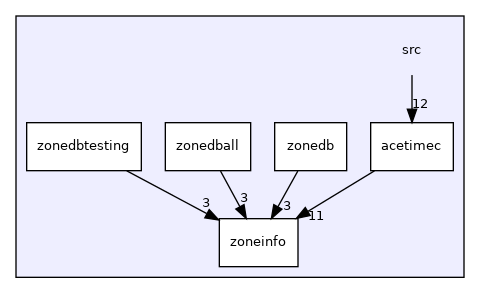 src
12
zonedbtesting
zonedball
zonedb
acetimec
3
3
3
11
zoneinfo